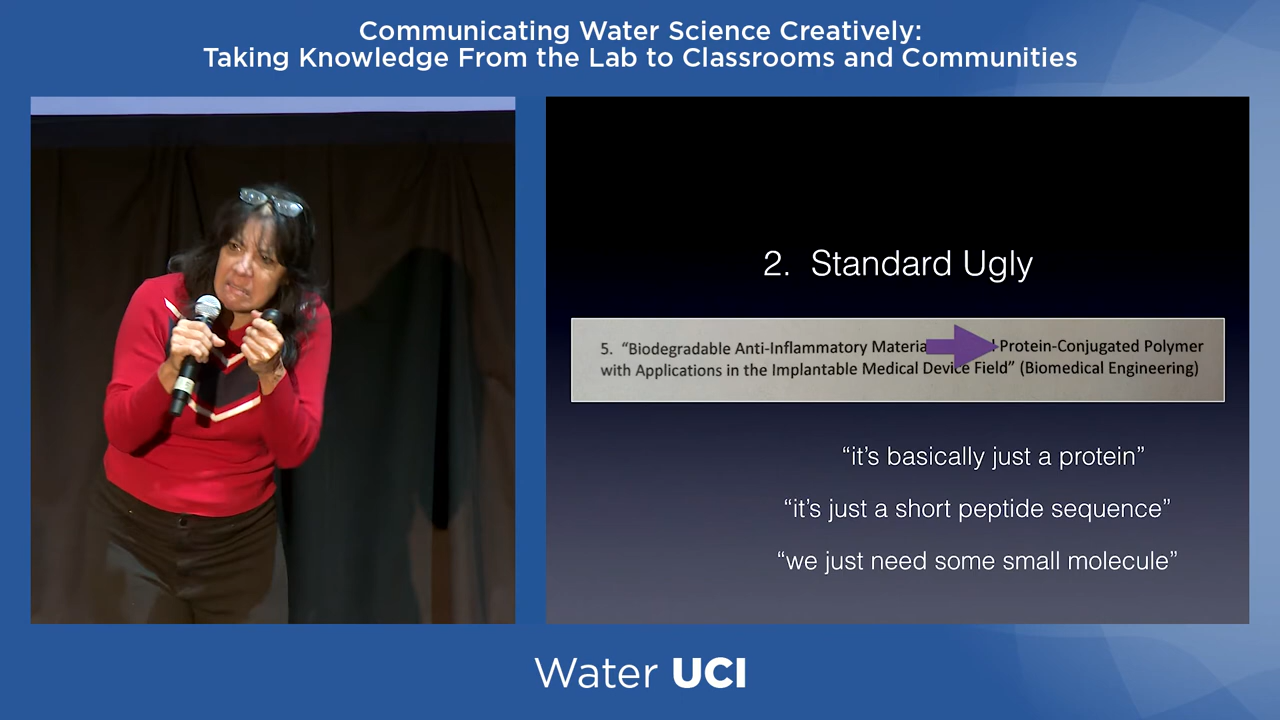 Communicating Water Science Creatively:
Taking Knowledge From the Lab to Classrooms and Communities
2. Standard Ugly
5. "Biodegradable Anti-Inflammatory Protein-Conjugated Polymer
with Applications in the Implantable Medical Device Field" (Biomedical Engineering)
“it’s basically just a protein”
“it’s just a short peptide sequence”
“we just need some small molecule”
Water UCI